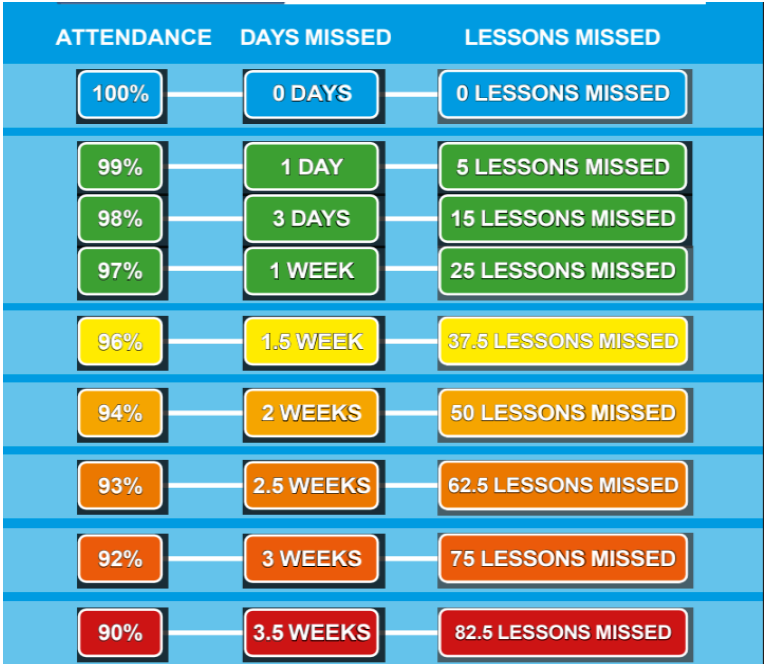 ATTENDANCE DAYS MISSED LESSONS MISSED
100% 0 DAYS 0 LESSONS MISSED
99% 1 DAY 5 LESSONS MISSED
98% 3 DAYS 15 LESSONS MISSED
97% 1 WEEK 25 LESSONS MISSED
96% 1.5 WEEK 37.5 LESSONS MISSED
94% 2 WEEKS 50 LESSONS MISSED
93% 2.5 WEEKS 62.5 LESSONS MISSED
92% 3 WEEKS 75 LESSONS MISSED
90% 3.5 WEEKS 82.5 LESSONS MISSED